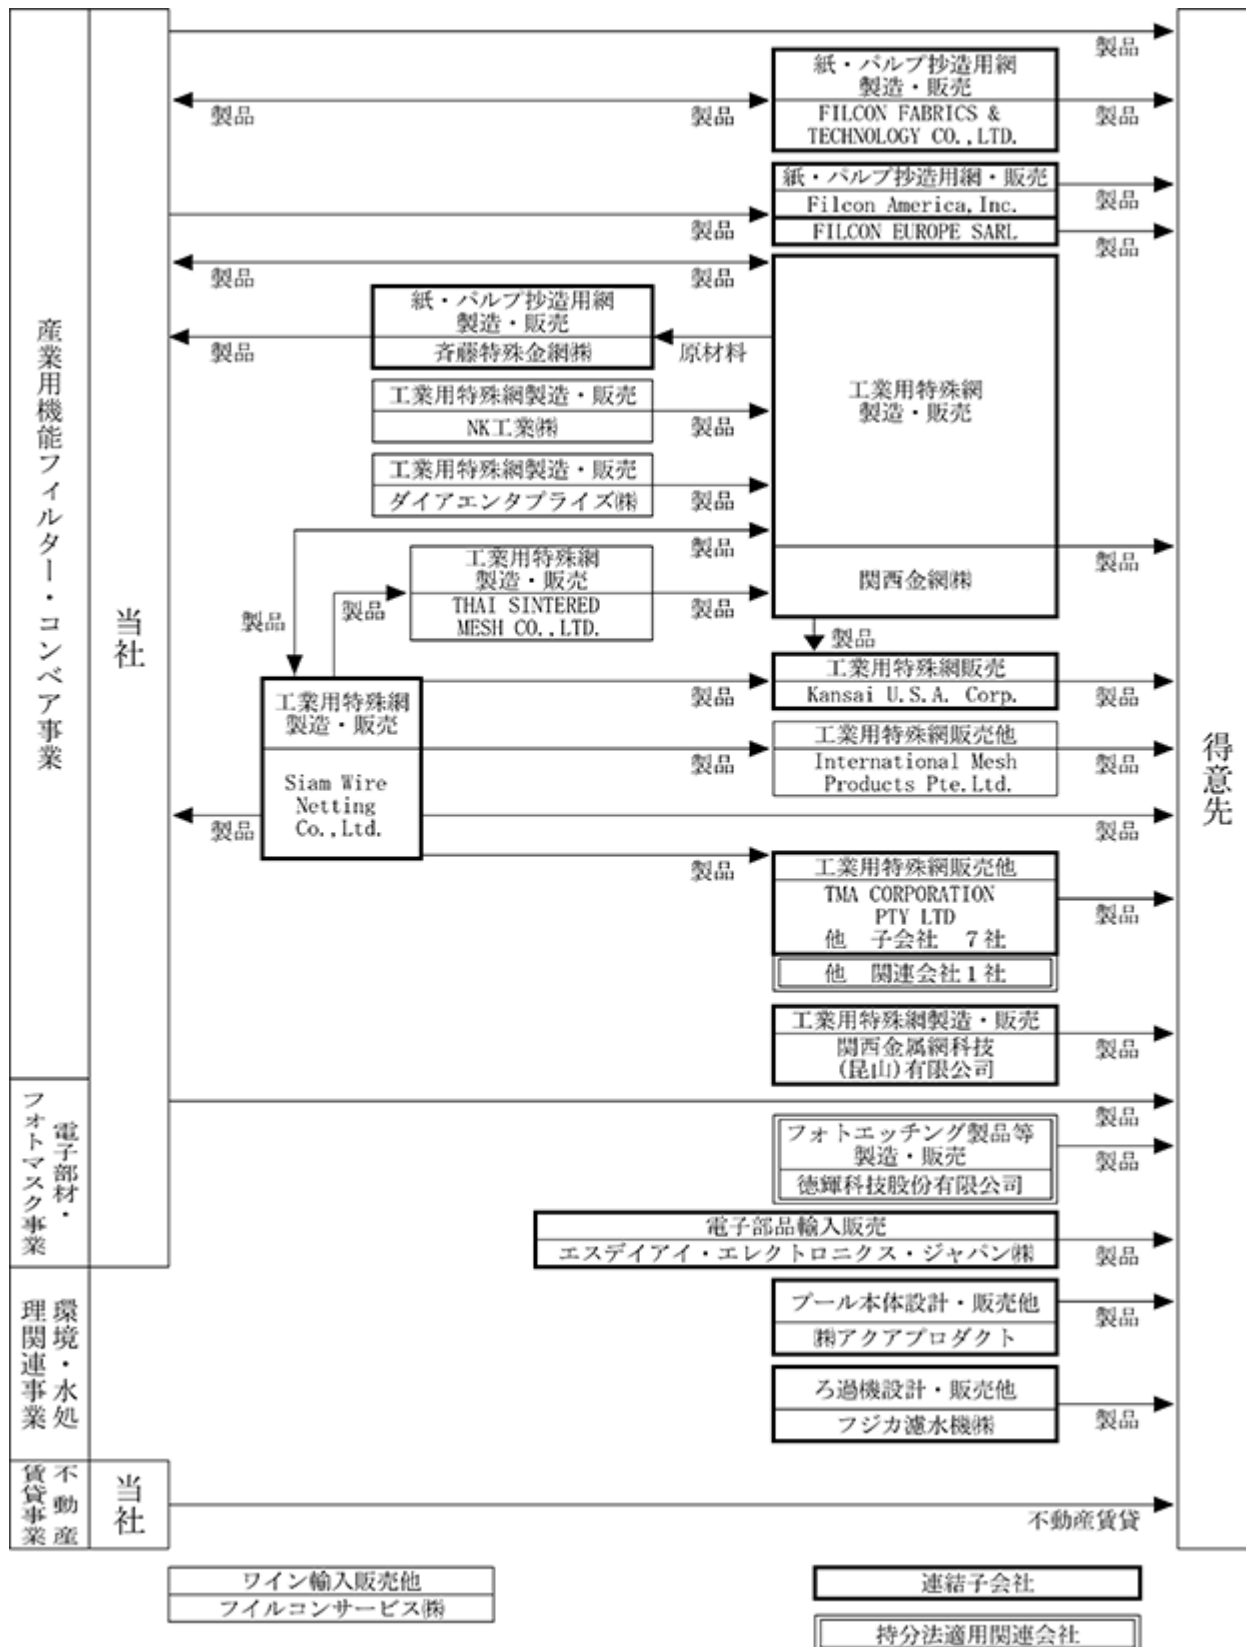 産業用機能フィルター・コンベア事業
当社
製品
紙・パルプ抄造用網
製造・販売
FILCON FABRICS &
TECHNOLOGY CO.,LTD.
製品
製品
製品
紙・パルプ抄造用網・販売
Filcon America,Inc.
製品
製品
FILCON EUROPE SARL
製品
製品
製品
紙・パルプ抄造用網
製造・販売
斉藤特殊金網㈱
製品
原材料
工業用特殊網
製造・販売
関西金網㈱
製品
工業用特殊網製造・販売
NK工業㈱
製品
工業用特殊網製造・販売
ダイアエンタプライズ㈱
製品
製品
製品
工業用特殊網
製造・販売
THAI SINTERED
MESH CO.,LTD.
製品
製品
製品
工業用特殊網販売
Kansai U.S.A. Corp.
製品
製品
工業用特殊網
製造・販売
Siam Wire
Netting
Co.,Ltd.
工業用特殊網販売他
International Mesh
Products Pte.Ltd.
製品
製品
製品
製品
製品
工業用特殊網販売他
TMA CORPORATION
PTY LTD
他 子会社 7社
製品
他 関連会社1社
工業用特殊網製造・販売
関西金属網科技
(昆山)有限公司
製品
電子部材・
フォトマスク事業
製品
フォトエッチング製品等
製造・販売
徳輝科技股份有限公司
製品
電子部品輸入販売
エスデイアイ・エレクトロニクス・ジャパン㈱
製品
環境・水処
理関連事業
プール本体設計・販売他
㈱アクアプロダクト
製品
ろ過機設計・販売他
フジカ濾水機㈱
製品
不動産
賃貸事業
当社
不動産賃貸
得意先
ワイン輸入販売他
フイルコンサービス㈱
連結子会社
持分法適用関連会社